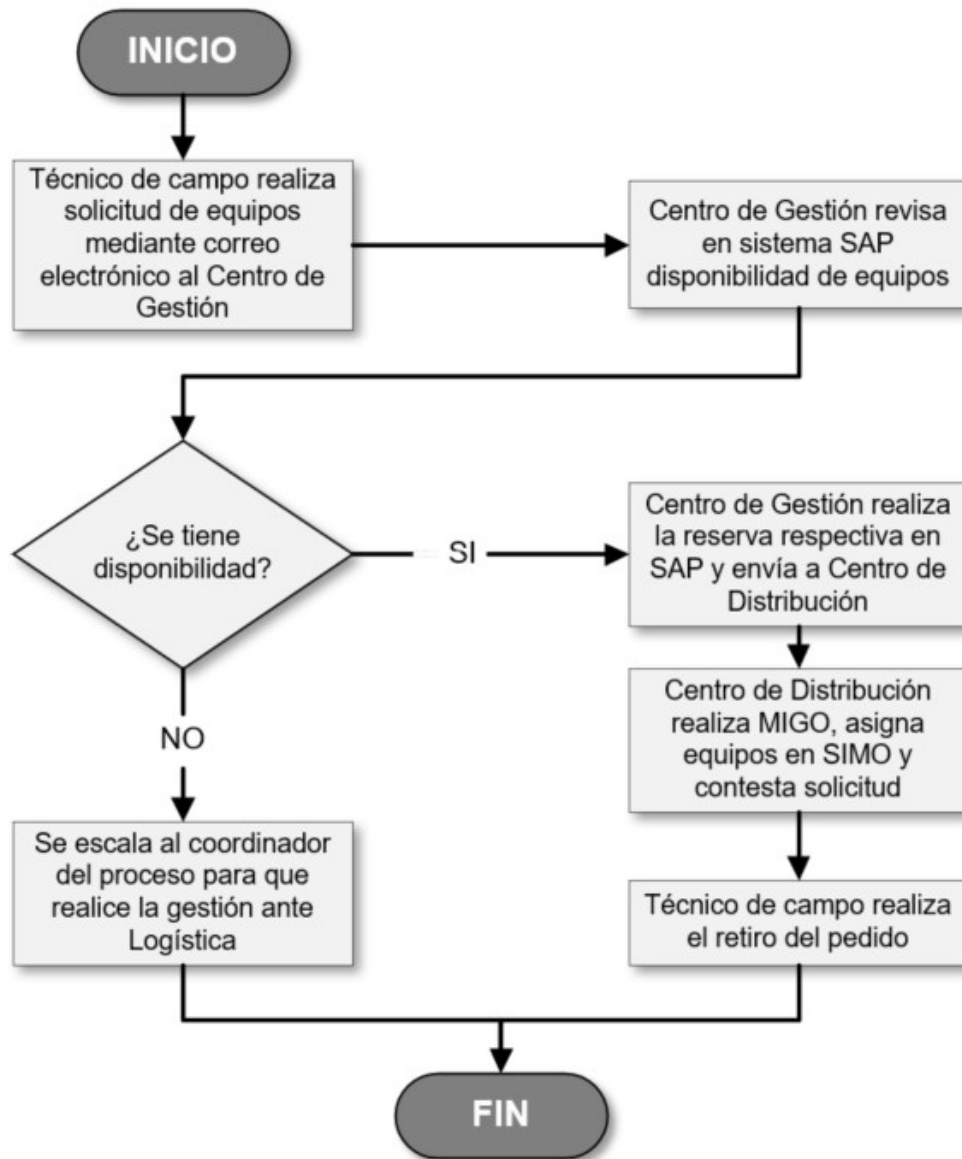 INICIO
Técnico de campo realiza
solicitud de equipos
mediante correo
electrónico al Centro de
Gestión
Centro de Gestión revisa
en sistema SAP
disponibilidad de equipos
¿Se tiene
disponibilidad?
SI
Centro de Gestión realiza
la reserva respectiva en
SAP y envía a Centro de
Distribución
Centro de Distribución
realiza MIGO, asigna
equipos en SIMO y
contesta solicitud
NO
Se escala al coordinador
del proceso para que
realice la gestión ante
Logística
Técnico de campo realiza
el retiro del pedido
FIN